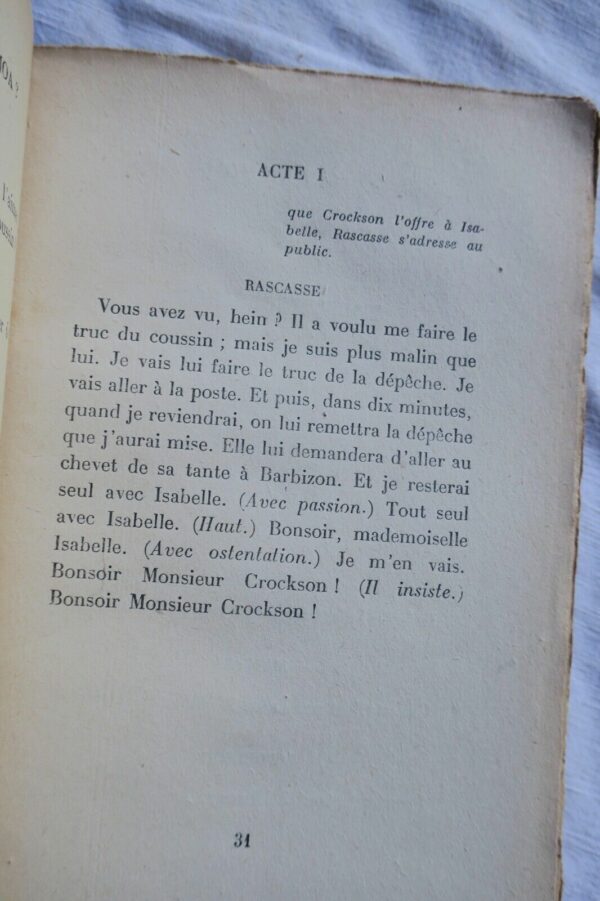 MOA ?
l'aime
ACTE I
que Crockson l'offre à Isa-
belle, Rascasse s'adresse au
public.
RASCASSE
Vous avez vu, hein ? Il a voulu me faire le
truc du coussin ; mais je suis plus malin que
lui. Je vais lui faire le truc de la dépêche. Je
vais aller à la poste. Et puis, dans dix minutes,
quand je reviendrai, on lui remettra la dépêche
que j'aurai mise. Elle lui demandera d'aller au
chevet de sa tante à Barbizon. Et je resterai
seul avec Isabelle. (Avec passion.) Tout seul
avec Isabelle. (Haut.) Bonsoir, mademoiselle
Isabelle. (Avec ostentation.) Je m'en vais.
Bonsoir Monsieur Crockson ! (Il insiste.)
Bonsoir Monsieur Crockson !
31